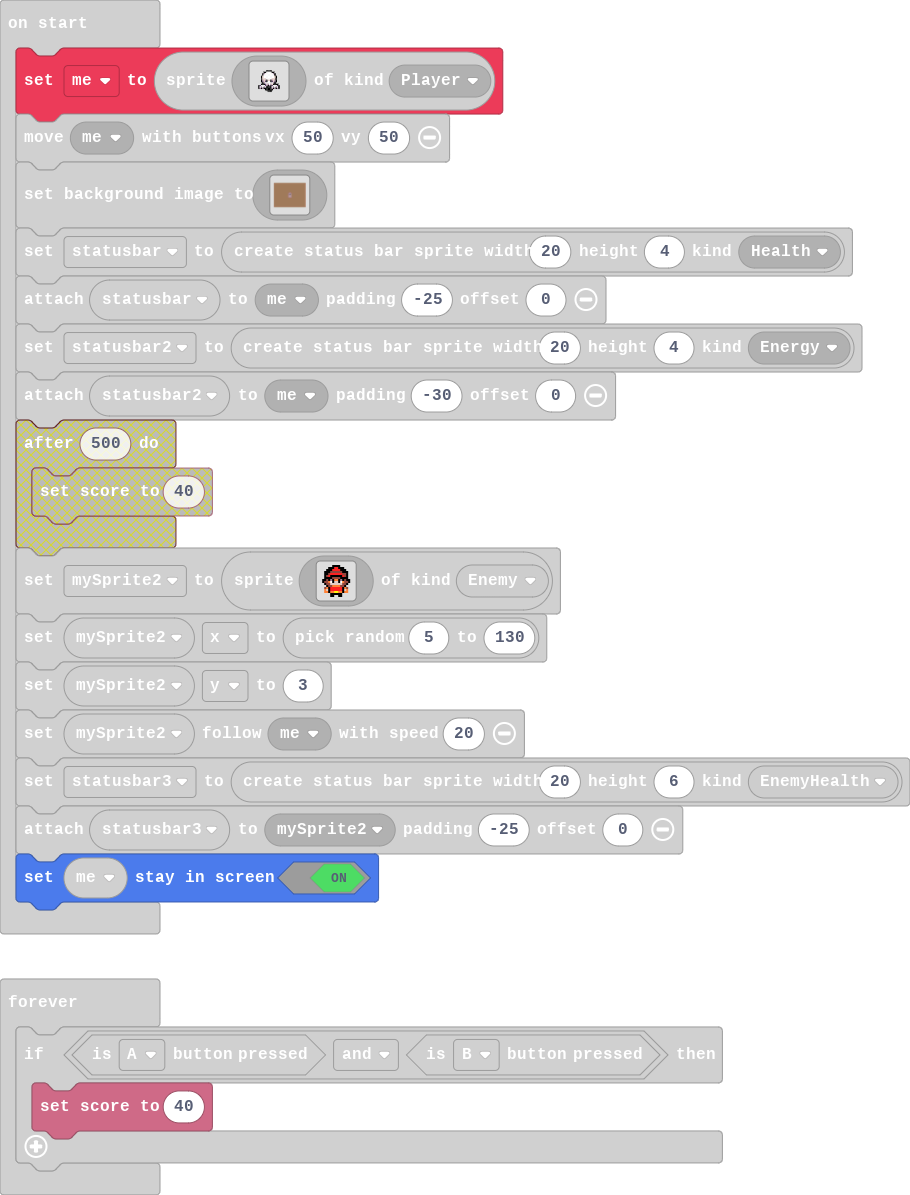 on start
set me to sprite of kind Player
move me with buttons vx 50 vy 50
set background image to
set statusbar to create status bar sprite width 20 height 4 kind Health
attach statusbar to me padding -25 offset 0
set statusbar2 to create status bar sprite width 20 height 4 kind Energy
attach statusbar2 to me padding -30 offset 0
after 500 do
set score to 40
set mySprite2 to sprite of kind Enemy
set mySprite2 x to pick random 5 to 130
set mySprite2 y to 3
set mySprite2 follow me with speed 20
set statusbar3 to create status bar sprite width 20 height 6 kind EnemyHealth
attach statusbar3 to mySprite2 padding -25 offset 0
set me stay in screen ON
forever
if is A button pressed and is B button pressed then
set score to 40